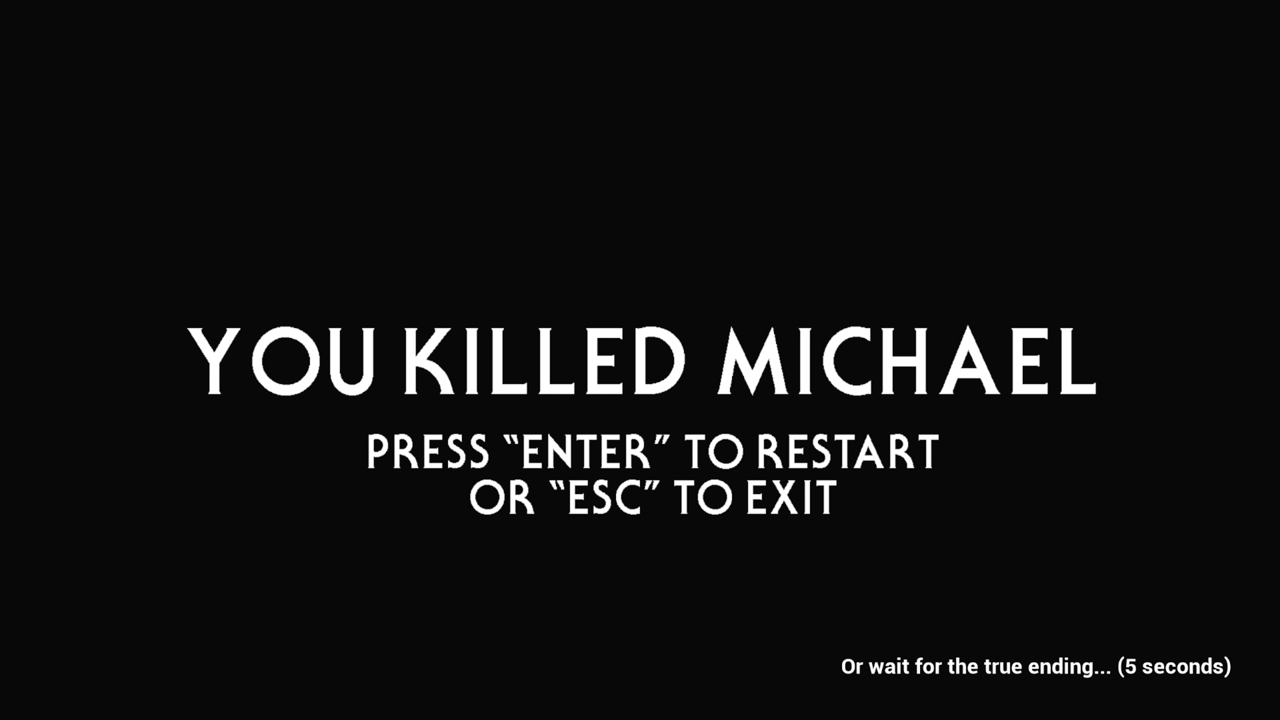 YOU KILLED MICHAEL
PRESS “ENTER” TO RESTART
OR “ESC” TO EXIT
Or wait for the true ending... (5 seconds)